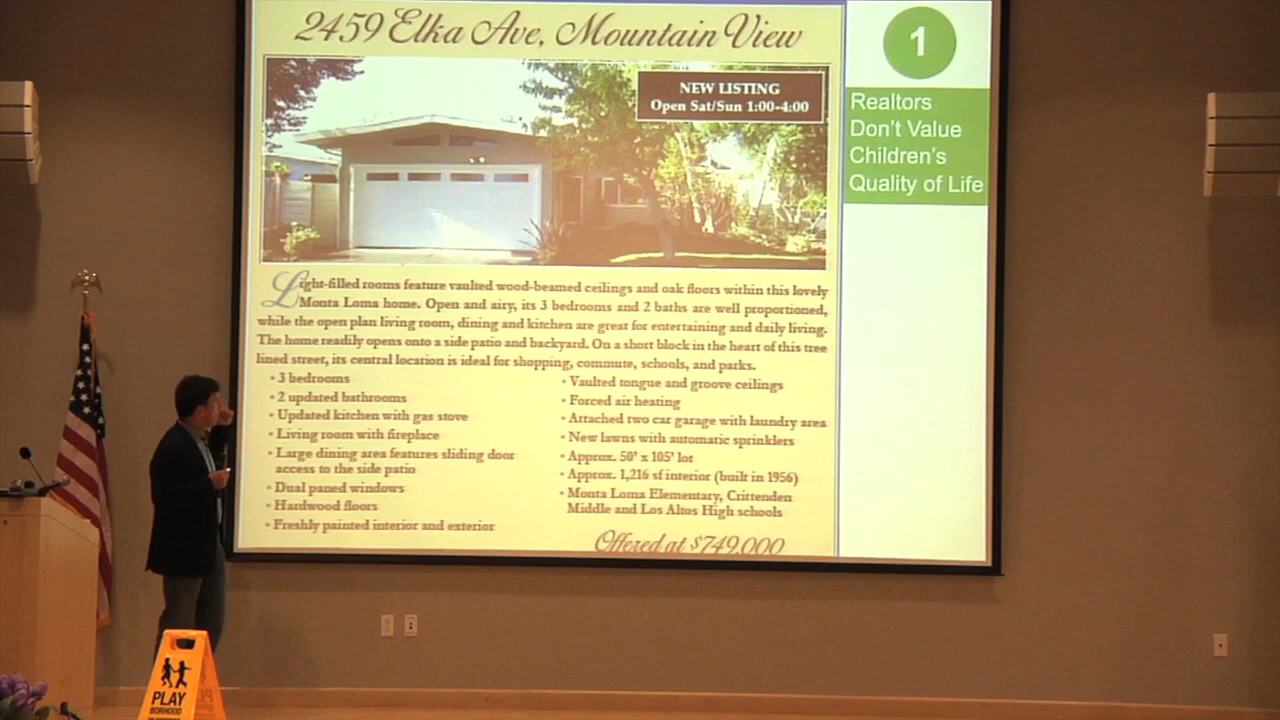 2459 Elka Ave, Mountain View
NEW LISTING
Open Sat/Sun 1:00-4:00
1
Realtors
Don't Value
Children's
Quality of Life
Light-filled rooms feature vaulted wood-beamed ceilings and oak floors within this lovely
Monta Loma home. Open and airy, its 3 bedrooms and 2 baths are well proportioned,
while the open plan living room, dining and kitchen are great for entertaining and daily living.
The home readily opens onto a side patio and backyard. On a short block in the heart of this tree
lined street, its central location is ideal for shopping, commute, schools, and parks.
• 3 bedrooms
• 2 updated bathrooms
• Updated kitchen with gas stove
• Living room with fireplace
• Large dining area features sliding door
access to the side patio
• Dual paned windows
• Hardwood floors
• Freshly painted interior and exterior
• Vaulted tongue and groove ceilings
• Forced air heating
• Attached two car garage with laundry area
• New lawns with automatic sprinklers
• Approx. 50' x 105' lot
• Approx. 1,216 sf interior (built in 1956)
• Monta Loma Elementary, Crittenden
Middle and Los Altos High schools
Offered at $749,000
PLAY
BORHOOD